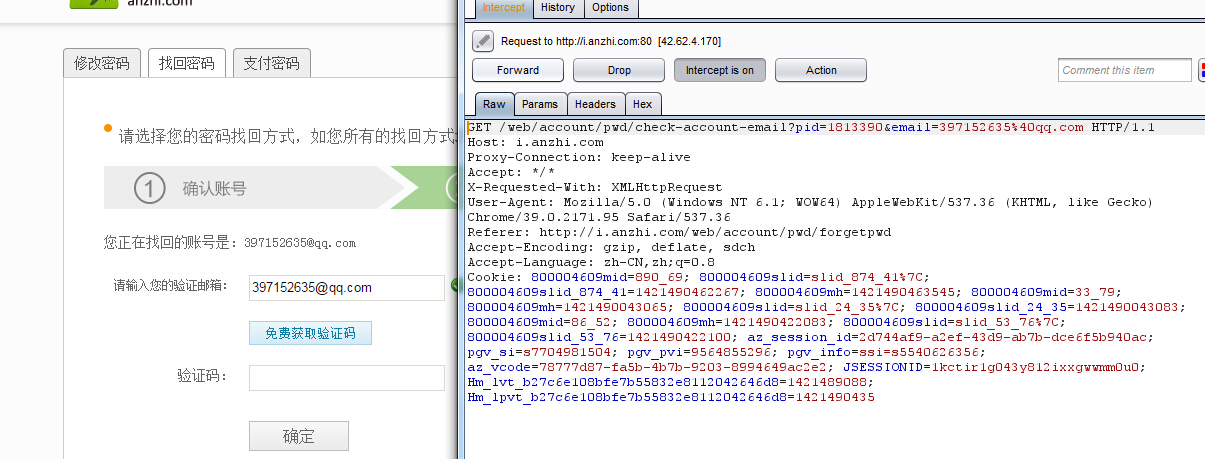 anzhi.com
修改密码 找回密码 支付密码
请选择您的密码找回方式，如您所有的找回方式
1 确认账号
您正在找回的账号是：397152635@qq.com
请输入您的验证邮箱： 397152635@qq.com
免费获取验证码
验证码：
确定
Intercept History Options
Request to http://i.anzhi.com:80 [42.62.4.170]
Forward Drop Intercept is on Action Comment this item
Raw Params Headers Hex
GET /web/account/pwd/check-account-email?pid=1813390&email=397152635%40qq.com HTTP/1.1
Host: i.anzhi.com
Proxy-Connection: keep-alive
Accept: */*
X-Requested-With: XMLHttpRequest
User-Agent: Mozilla/5.0 (Windows NT 6.1; WOW64) AppleWebKit/537.36 (KHTML, like Gecko)
Chrome/39.0.2171.95 Safari/537.36
Referer: http://i.anzhi.com/web/account/pwd/forgetpwd
Accept-Encoding: gzip, deflate, sdch
Accept-Language: zh-CN,zh;q=0.8
Cookie: 800004609mid=890_69; 800004609slid=slid_874_41%7C;
800004609slid_874_41=1421490462267; 800004609mh=1421490463545; 800004609mid=33_79;
800004609mh=1421490043065; 800004609slid=slid_24_35%7C; 800004609slid_24_35=1421490043083;
800004609mid=86_52; 800004609mh=1421490422083; 800004609slid=slid_53_76%7C;
800004609slid_53_76=1421490422100; az_session_id=2d744af9-a2ef-43d9-ab7b-dce6f5b940ac;
pgv_si=s7704981504; pgv_pvi=9564855296; pgv_info=ssi=s5540626356;
az_vcode=78777d87-fa5b-4b7b-9203-8994649ac2e2; JSESSIONID=1kctir1g043y812ixxgwwmm0u0;
Hm_lvt_b27c6e108bfe7b55832e8112042646d8=1421489088;
Hm_lpvt_b27c6e108bfe7b55832e8112042646d8=1421490435